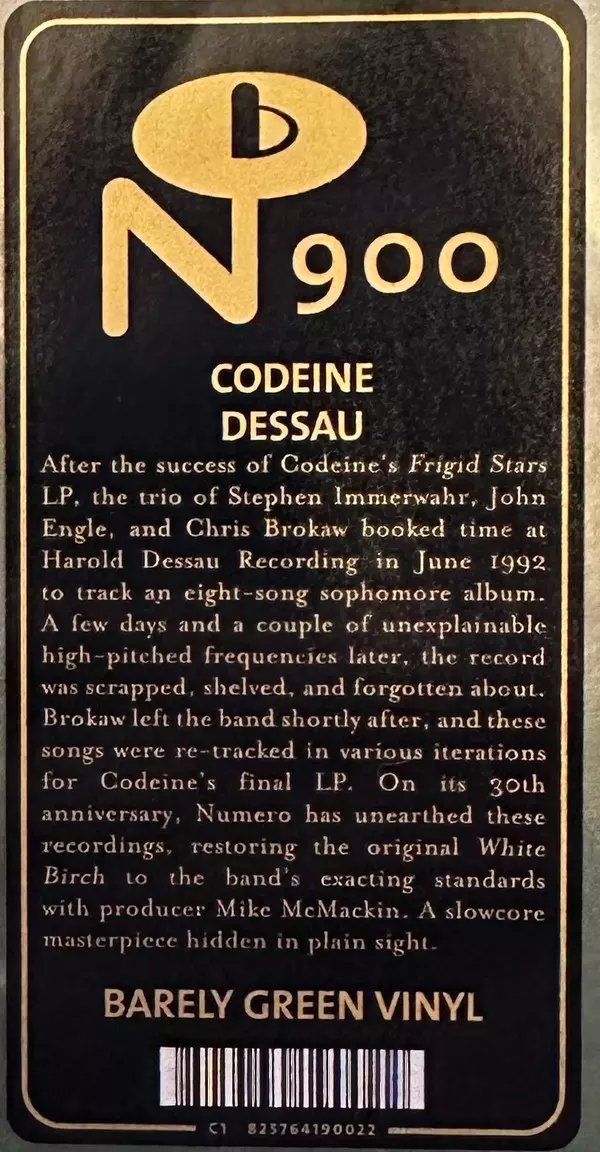 N900
CODEINE
DESSAU
After the success of Codeine's Frigid Stars
LP, the trio of Stephen Immerwahr, John
Engle, and Chris Brokaw booked time at
Harold Dessau Recording in June 1992
to track an eight-song sophomore album.
A few days and a couple of unexplainable
high-pitched frequencies later, the record
was scrapped, shelved, and forgotten about.
Brokaw left the band shortly after, and these
songs were re-tracked in various iterations
for Codeine's final LP. On its 30th
anniversary, Numero has unearthed these
recordings, restoring the original White
Birch to the band's exacting standards
with producer Mike McMackin. A slowcore
masterpiece hidden in plain sight.
BARELY GREEN VINYL
C1 825764190022